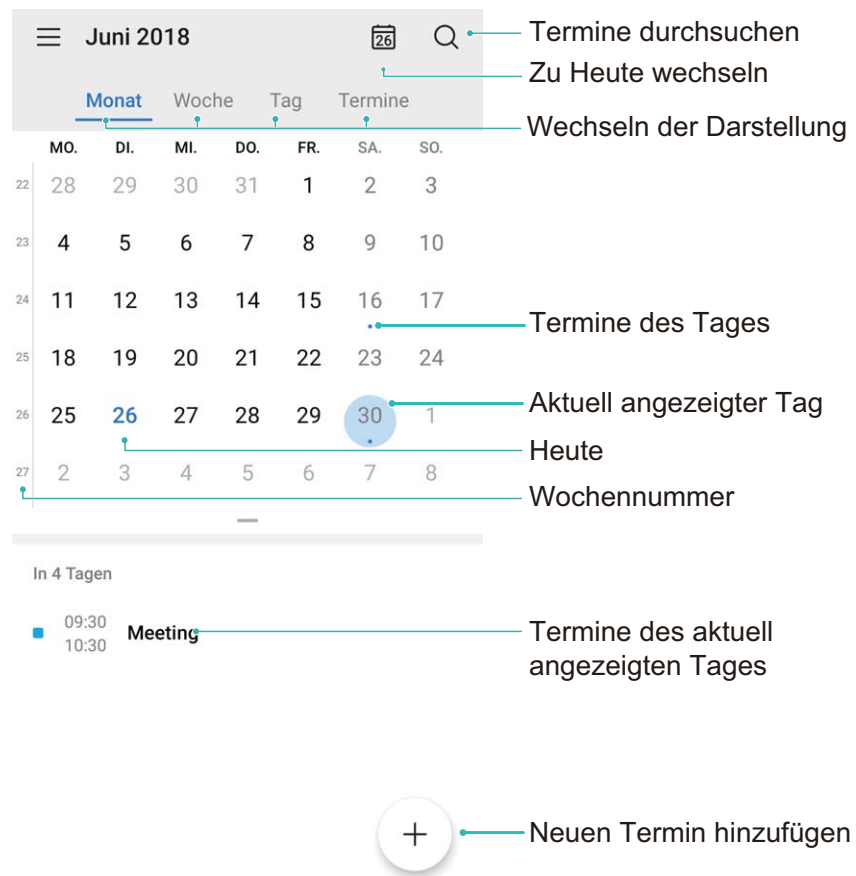 Juni 2018 26 Termine durchsuchen
Zu Heute wechseln
Monat Woche Tag Termine
Wechseln der Darstellung
MO. DI. MI. DO. FR. SA. SO.
22 28 29 30 31 1 2 3
23 4 5 6 7 8 9 10
24 11 12 13 14 15 16 17
Termine des Tages
25 18 19 20 21 22 23 24
Aktuell angezeigter Tag
26 25 26 27 28 29 30 1
Heute
27 2 3 4 5 6 7 8
Wochennummer
In 4 Tagen
09:30
10:30
Meeting
Termine des aktuell
angezeigten Tages
+ Neuen Termin hinzufügen